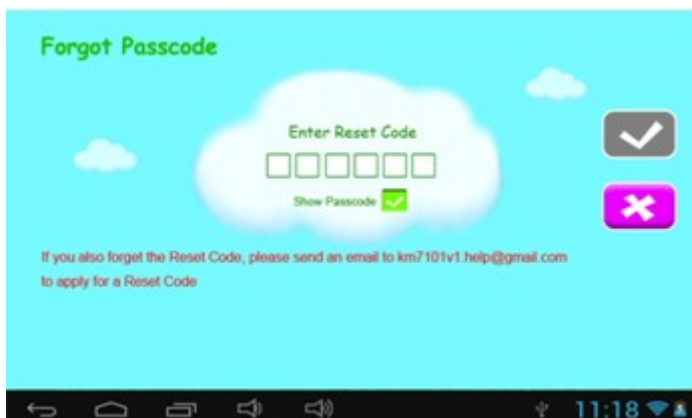 Forgot Passcode
Enter Reset Code
Show Passcode
If you also forget the Reset Code, please send an email to km7101v1.help@gmail.com
to apply for a Reset Code
11:18